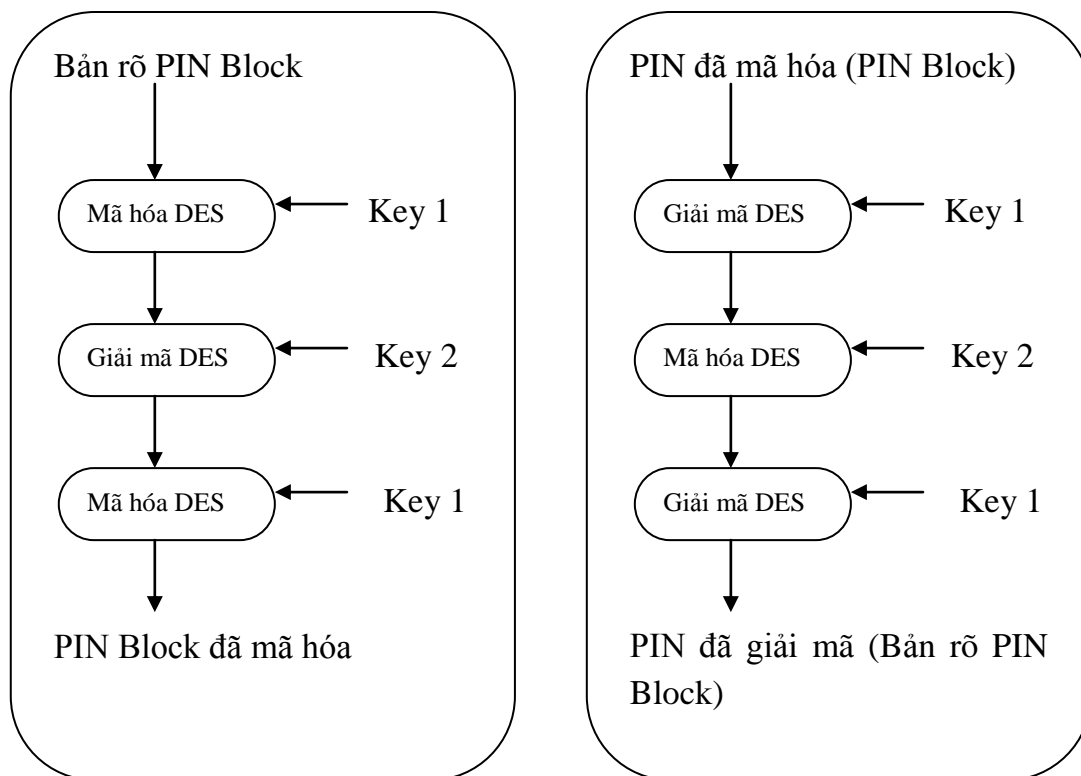 Bản rõ PIN Block
Mã hóa DES
Key 1
Giải mã DES
Key 2
Mã hóa DES
Key 1
PIN Block đã mã hóa
PIN đã mã hóa (PIN Block)
Giải mã DES
Key 1
Mã hóa DES
Key 2
Giải mã DES
Key 1
PIN đã giải mã (Bản rõ PIN
Block)